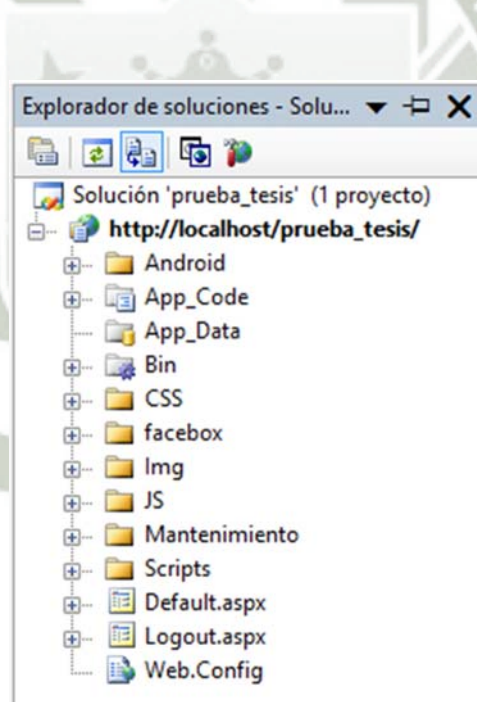 Explorador de soluciones - Solu...
Solución 'prueba_tesis' (1 proyecto)
http://localhost/prueba_tesis/
Android
App_Code
App_Data
Bin
CSS
facebox
Img
JS
Mantenimiento
Scripts
Default.aspx
Logout.aspx
Web.Config